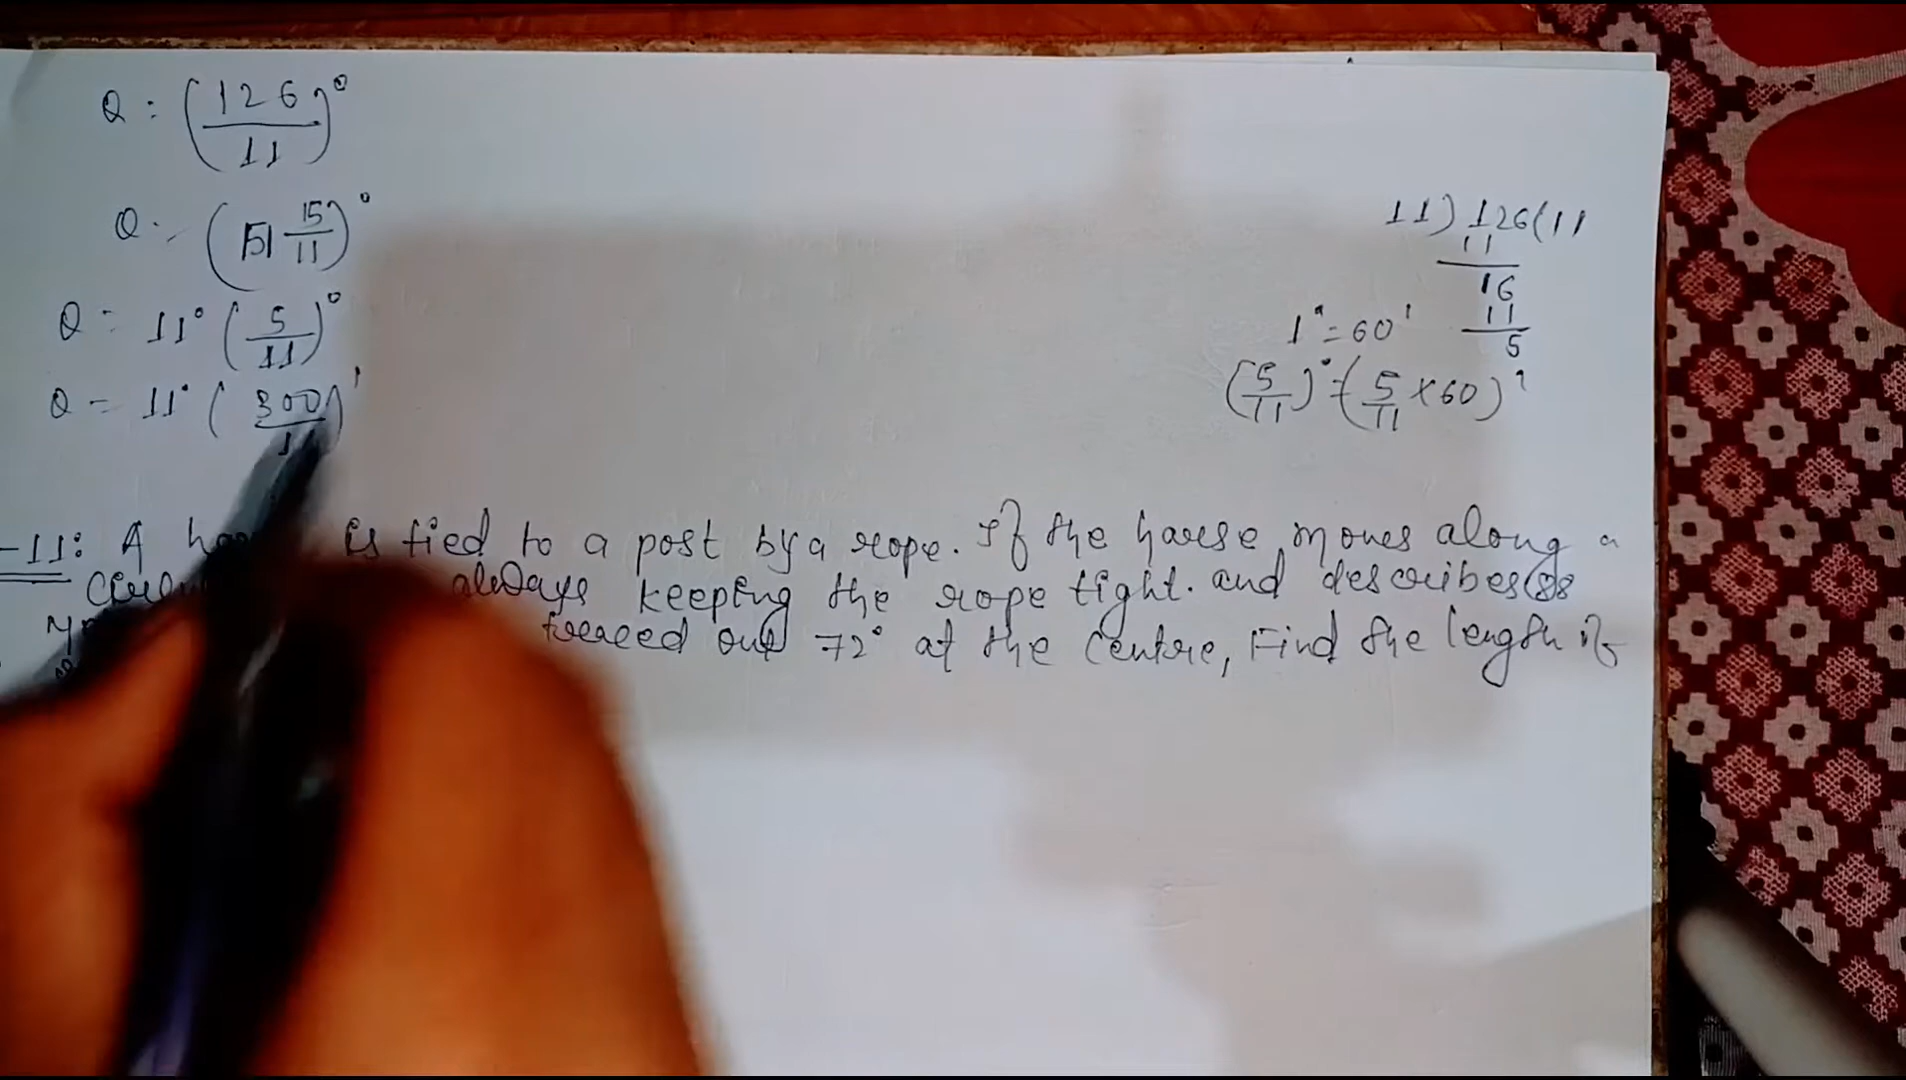 Q : (126/11)°
Q = (51 15/11)°
Q = 11° (5/11)°
Q = 11° (300/11)'
11) 126 (11
11
16
11
5
1° = 60'
(5/11)° = (5/11 × 60)'
-11: A is tied to a post by a rope. If the horse moves along a
always keeping the rope tight. and describes 88
traced out 72° at the centre, Find the length of